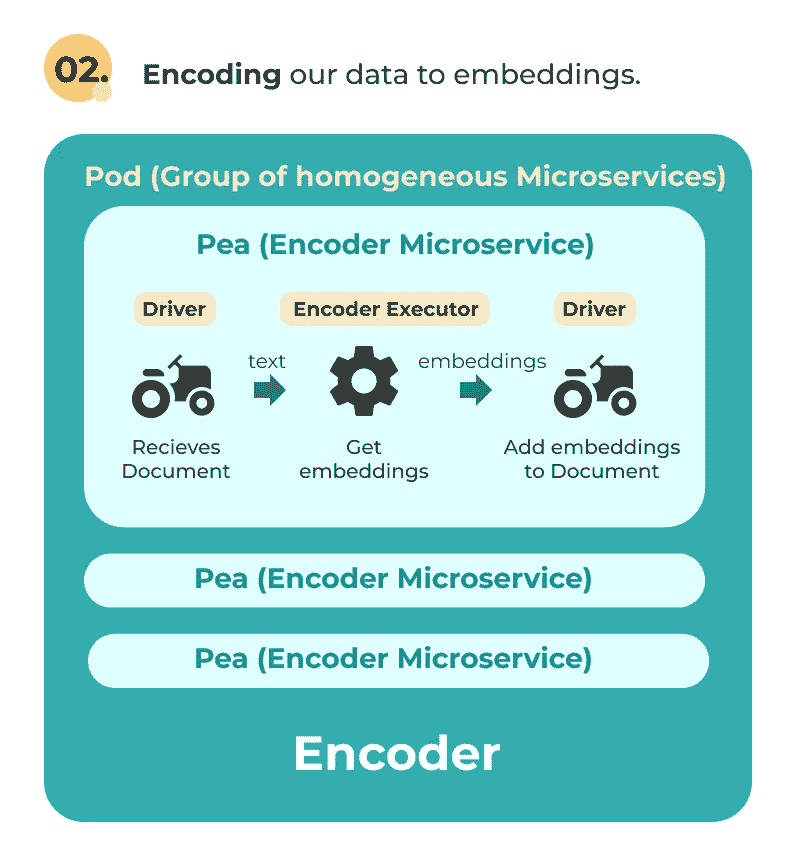 02.
Encoding our data to embeddings.
Pod (Group of homogeneous Microservices)
Pea (Encoder Microservice)
Driver
Encoder Executor
Driver
text
embeddings
Recieves
Document
Get
embeddings
Add embeddings
to Document
Pea (Encoder Microservice)
Pea (Encoder Microservice)
Encoder